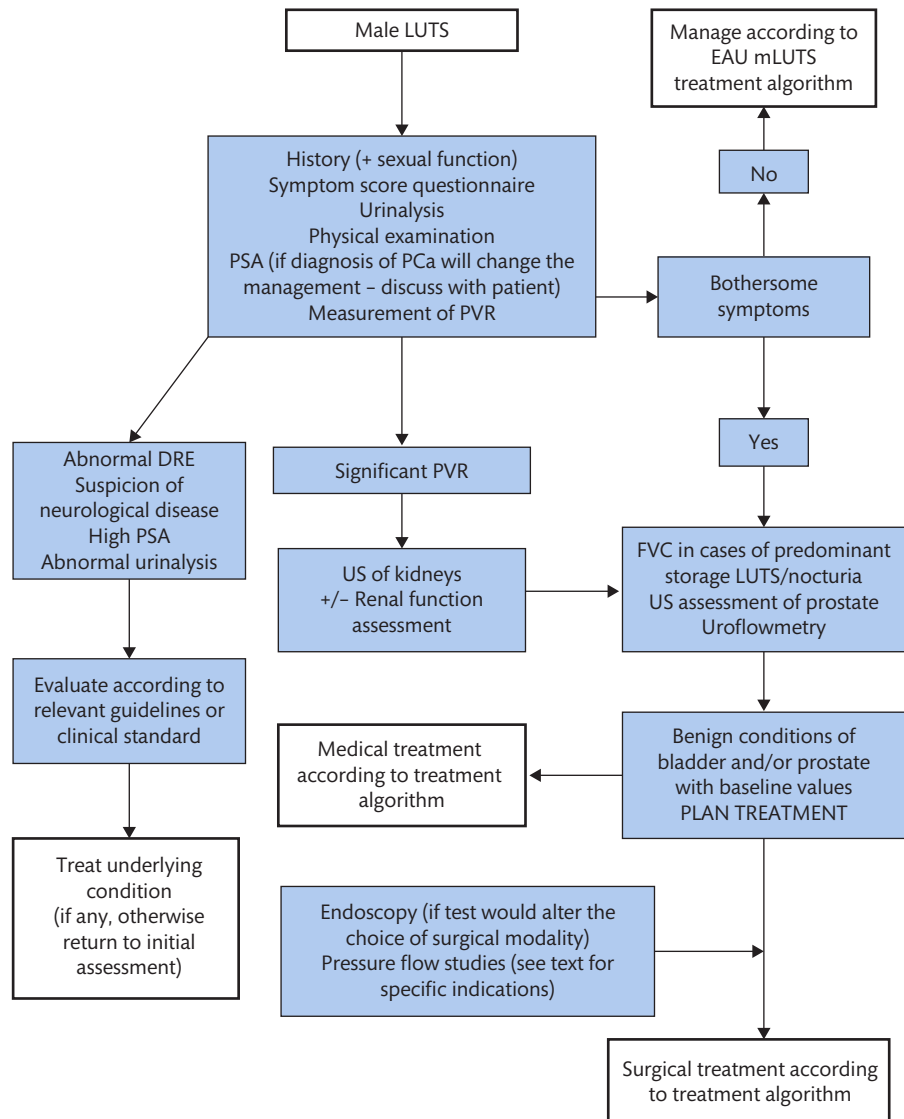 Male LUTS
Manage according to
EAU mLUTS
treatment algorithm
History (+ sexual function)
Symptom score questionnaire
Urinalysis
Physical examination
PSA (if diagnosis of PCa will change the
management – discuss with patient)
Measurement of PVR
No
Bothersome
symptoms
Yes
Abnormal DRE
Suspicion of
neurological disease
High PSA
Abnormal urinalysis
Significant PVR
US of kidneys
+/– Renal function
assessment
FVC in cases of predominant
storage LUTS/nocturia
US assessment of prostate
Uroflowmetry
Evaluate according to
relevant guidelines or
clinical standard
Medical treatment
according to treatment
algorithm
Benign conditions of
bladder and/or prostate
with baseline values
PLAN TREATMENT
Treat underlying
condition
(if any, otherwise
return to initial
assessment)
Endoscopy (if test would alter the
choice of surgical modality)
Pressure flow studies (see text for
specific indications)
Surgical treatment according
to treatment algorithm